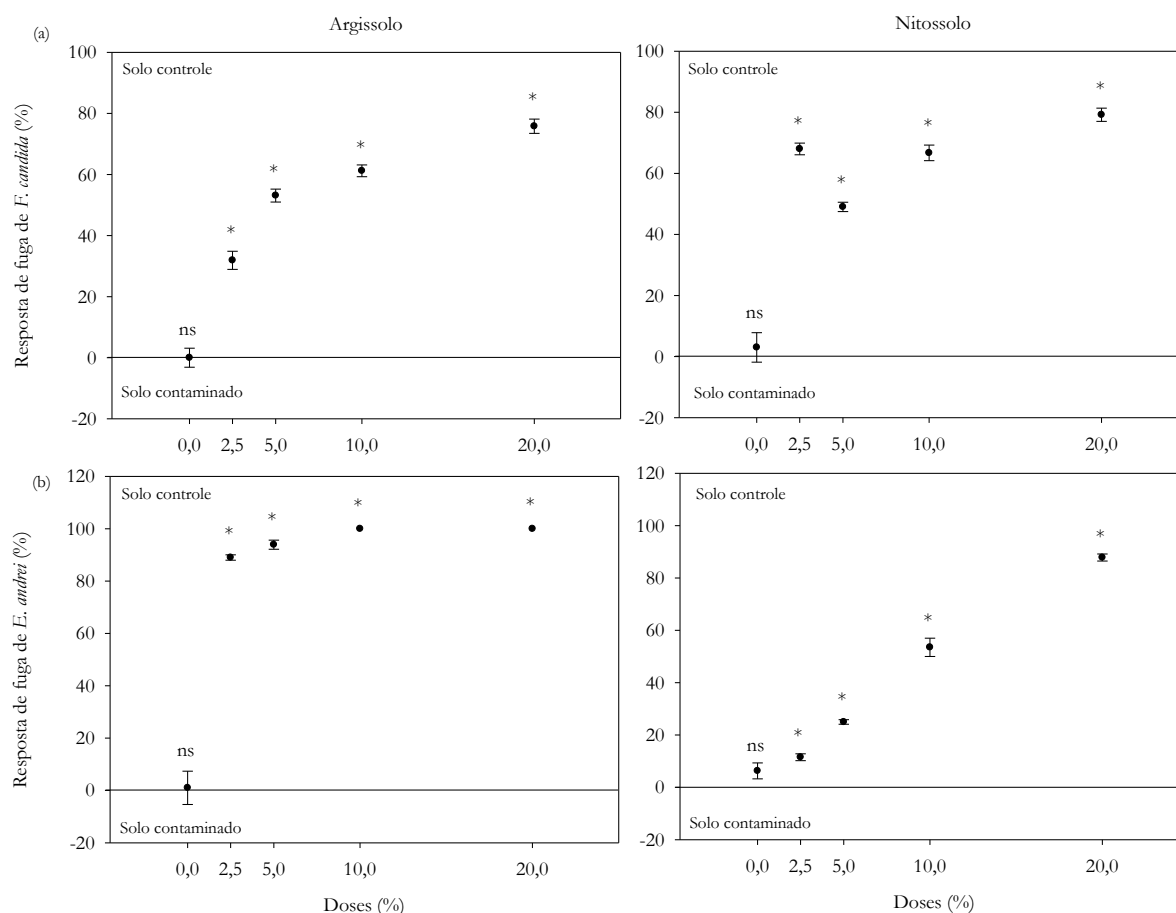 Argissolo
Nitossolo
(a)
Resposta de fuga de F. candida (%)
100
80
60
40
20
0
-20
Solo controle
ns
*
*
*
*
Solo contaminado
0,0 2,5 5,0 10,0 20,0
100
80
60
40
20
0
-20
Solo controle
ns
*
*
*
*
Solo contaminado
0,0 2,5 5,0 10,0 20,0
(b)
Resposta de fuga de E. andrei (%)
120
100
80
60
40
20
0
-20
Solo controle
ns
*
*
*
*
Solo contaminado
0,0 2,5 5,0 10,0 20,0
Doses (%)
120
100
80
60
40
20
0
-20
Solo controle
ns
*
*
*
*
Solo contaminado
0,0 2,5 5,0 10,0 20,0
Doses (%)